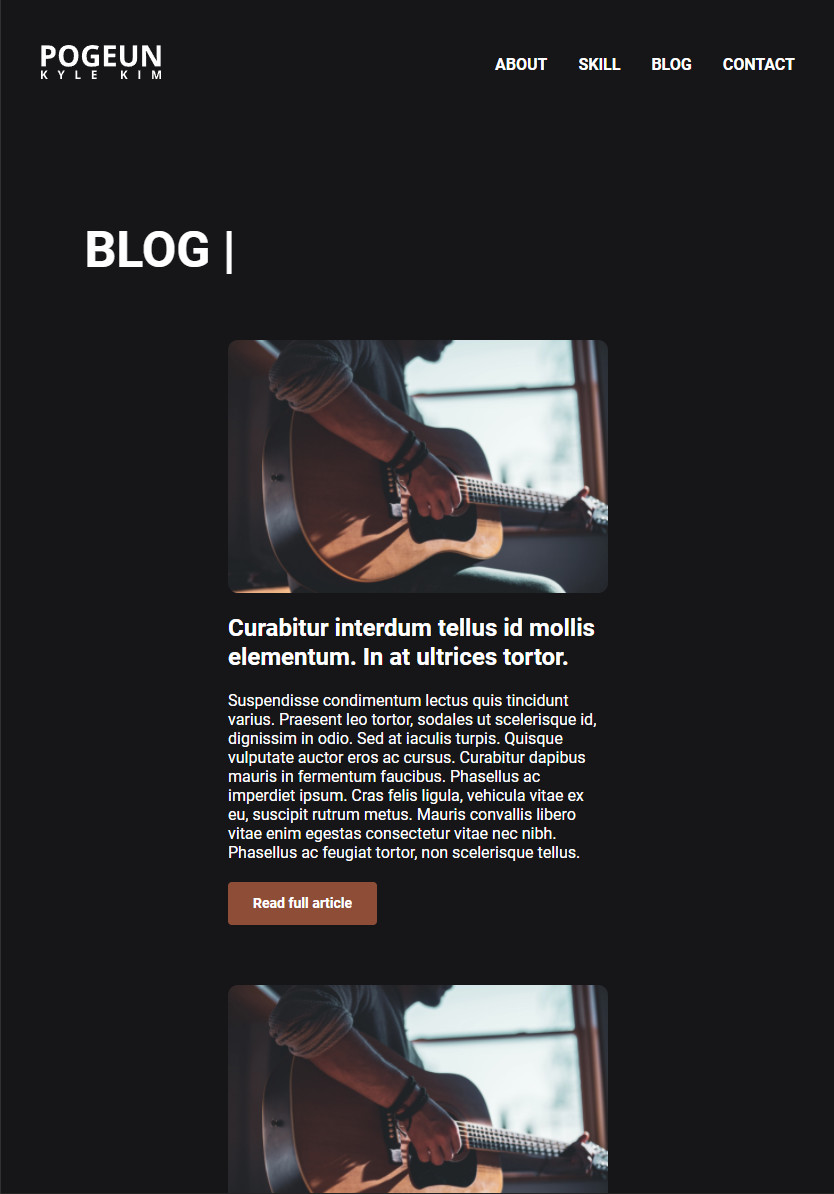 POGEUN
KYLE KIM
ABOUT SKILL BLOG CONTACT
BLOG |
Curabitur interdum tellus id mollis
elementum. In at ultrices tortor.
Suspendisse condimentum lectus quis tincidunt
varius. Praesent leo tortor, sodales ut scelerisque id,
dignissim in odio. Sed at iaculis turpis. Quisque
vulputate auctor eros ac cursus. Curabitur dapibus
mauris in fermentum faucibus. Phasellus ac
imperdiet ipsum. Cras felis ligula, vehicula vitae ex
eu, suscipit rutrum metus. Mauris convallis libero
vitae enim egestas consectetur vitae nec nibh.
Phasellus ac feugiat tortor, non scelerisque tellus.
Read full article